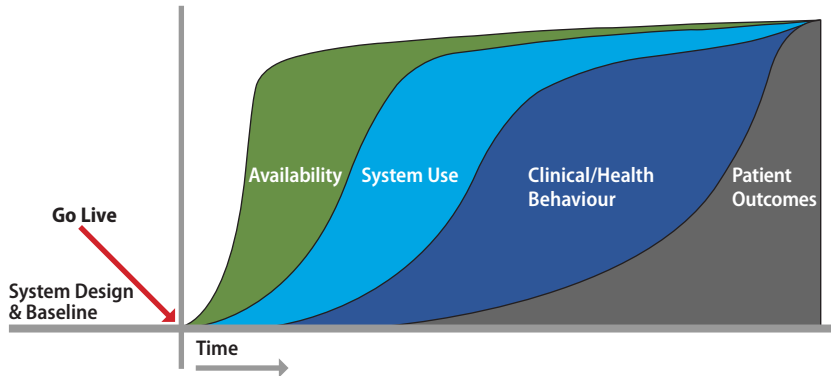 Availability
System Use
Clinical/Health
Behaviour
Patient
Outcomes
Go Live
System Design
& Baseline
Time